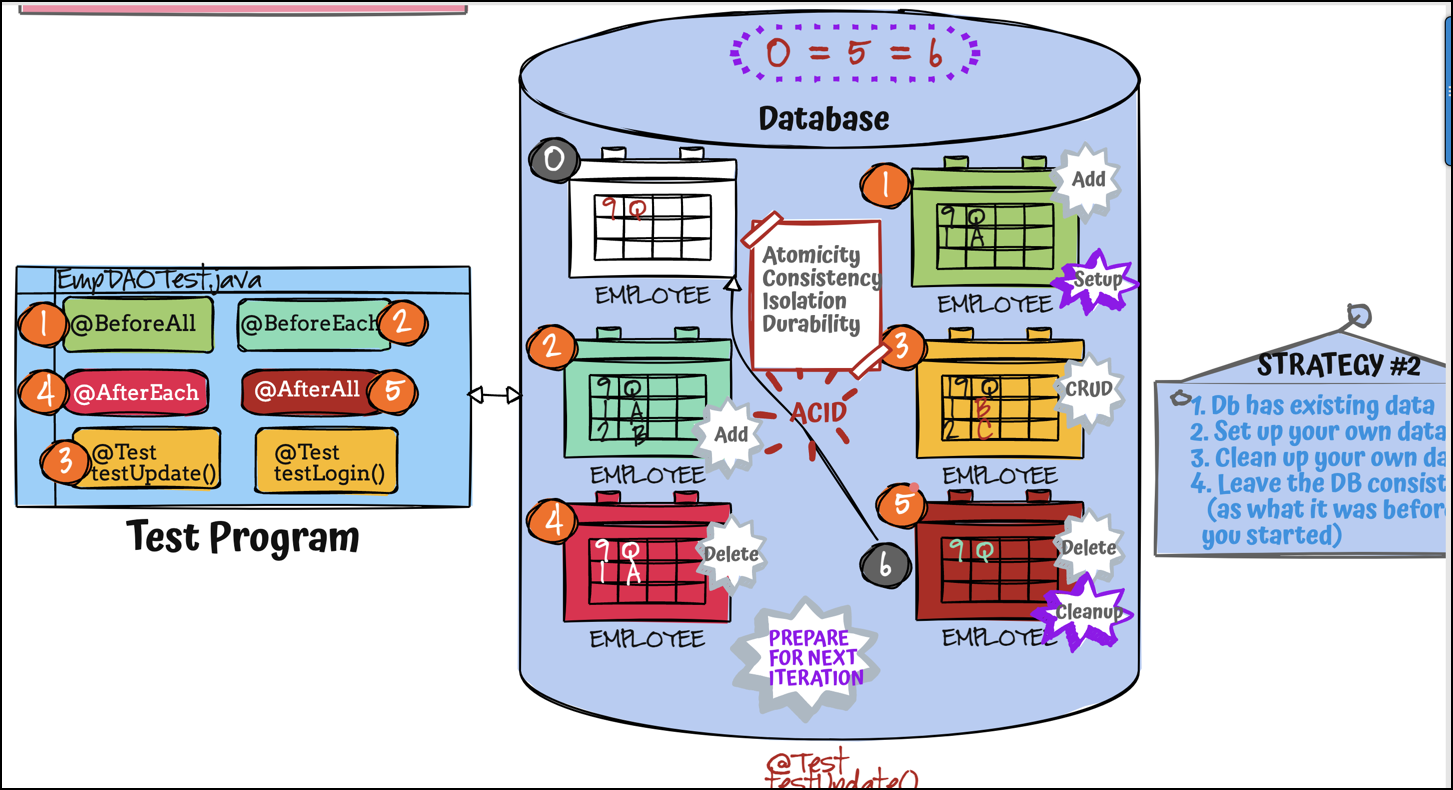 0 = 5 = 6
Database
0
9 Q
EMPLOYEE
1
Add
9 Q
1 A
Setup
EMPLOYEE
Atomicity
Consistency
Isolation
Durability
ACID
EmpDAOTest.java
1
@BeforeAll
@BeforeEach
2
4
@AfterEach
@AfterAll
5
3
@Test
testUpdate()
@Test
testLogin()
Test Program
2
9 Q
1 A
2 B
Add
EMPLOYEE
3
9 Q
1 B
2 C
CRUD
EMPLOYEE
4
9 Q
1 A
Delete
EMPLOYEE
5
9 Q
Delete
Cleanup
EMPLOYEE
6
PREPARE
FOR NEXT
ITERATION
STRATEGY #2
1. Db has existing data
2. Set up your own data
3. Clean up your own da
4. Leave the DB consist
(as what it was befor
you started)
@Test
testUpdate()